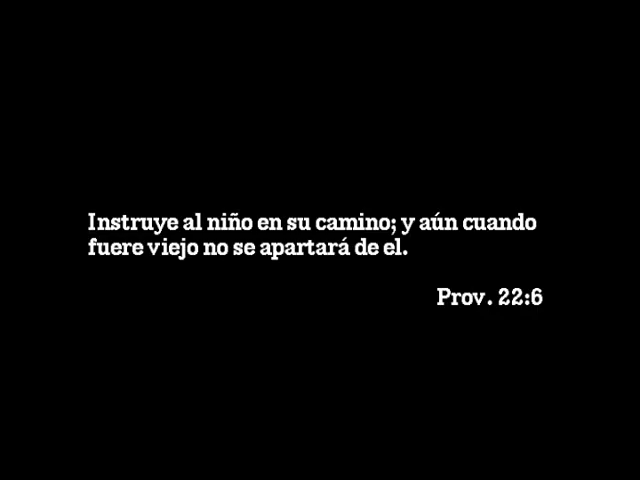 Instruye al niño en su camino; y aún cuando
fuere viejo no se apartará de el.
Prov. 22:6